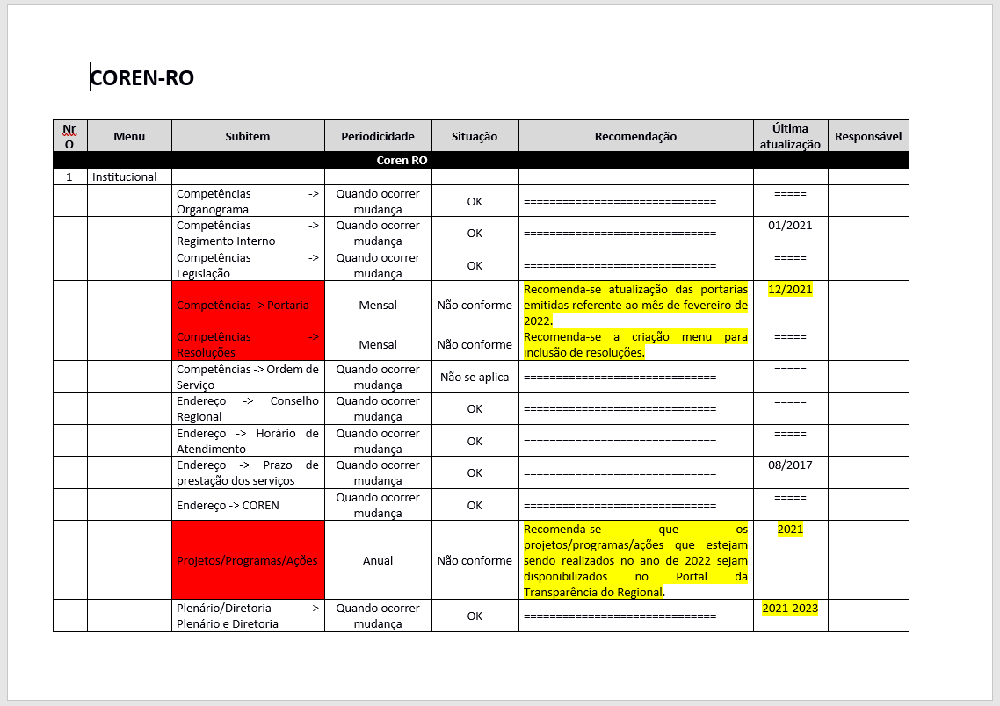 COREN-RO
Nr
O
Menu
Subitem
Periodicidade
Situação
Recomendação
Última
atualização
Responsável
Coren RO
1
Institucional
Competências ->
Organograma
Quando ocorrer
mudança
OK
==============================
=====
Competências ->
Regimento Interno
Quando ocorrer
mudança
OK
==============================
01/2021
Competências ->
Legislação
Quando ocorrer
mudança
OK
==============================
=====
Competências -> Portaria
Mensal
Não conforme
Recomenda-se atualização das portarias
emitidas referente ao mês de fevereiro de
2022.
12/2021
Competências ->
Resoluções
Mensal
Não conforme
Recomenda-se a criação menu para
inclusão de resoluções.
=====
Competências -> Ordem de
Serviço
Quando ocorrer
mudança
Não se aplica
==============================
=====
Endereço -> Conselho
Regional
Quando ocorrer
mudança
OK
==============================
=====
Endereço -> Horário de
Atendimento
Quando ocorrer
mudança
OK
==============================
=====
Endereço -> Prazo de
prestação dos serviços
Quando ocorrer
mudança
OK
==============================
08/2017
Endereço -> COREN
Quando ocorrer
mudança
OK
==============================
=====
Projetos/Programas/Ações
Anual
Não conforme
Recomenda-se que os
projetos/programas/ações que estejam
sendo realizados no ano de 2022 sejam
disponibilizados no Portal da
Transparência do Regional.
2021
Plenário/Diretoria ->
Plenário e Diretoria
Quando ocorrer
mudança
OK
==============================
2021-2023